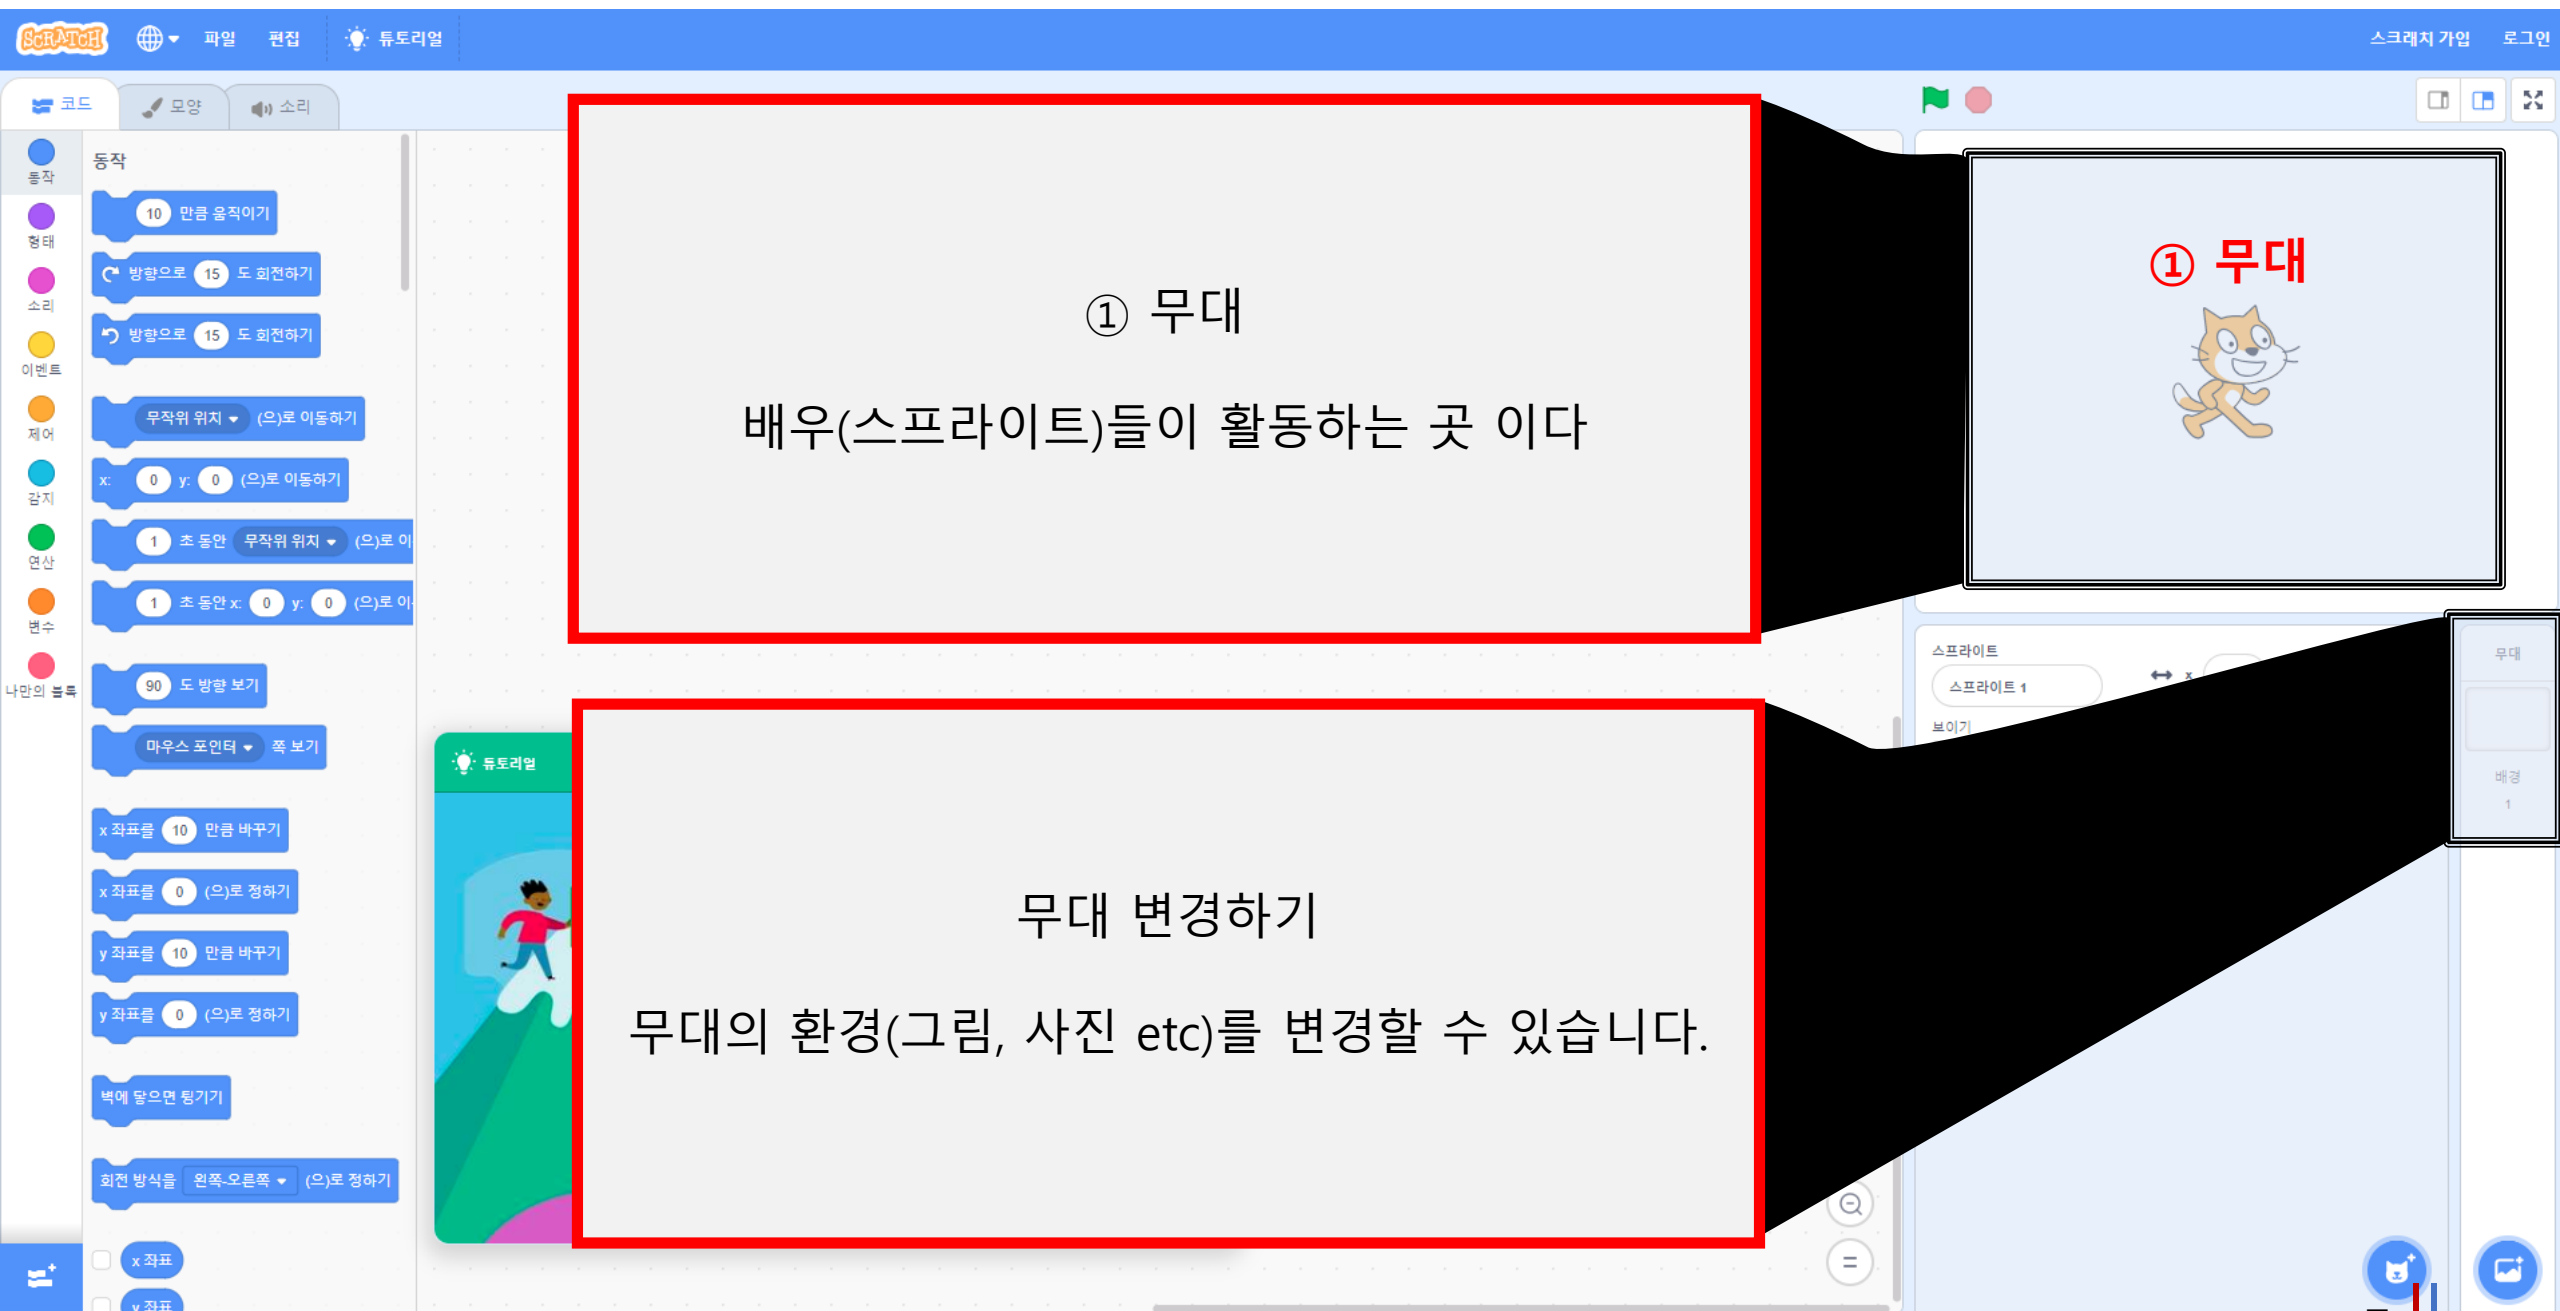 SCRATCH
파일
편집
튜토리얼
스크래치 가입
로그인
코드
모양
소리
동작
형태
소리
이벤트
제어
감지
연산
변수
나만의 블록
동작
10 만큼 움직이기
방향으로 15 도 회전하기
방향으로 15 도 회전하기
무작위 위치 (으)로 이동하기
x: 0 y: 0 (으)로 이동하기
1 초 동안 무작위 위치 (으)로 이
1 초 동안 x: 0 y: 0 (으)로 이
90 도 방향 보기
마우스 포인터 쪽 보기
x 좌표를 10 만큼 바꾸기
x 좌표를 0 (으)로 정하기
y 좌표를 10 만큼 바꾸기
y 좌표를 0 (으)로 정하기
벽에 닿으면 튕기기
회전 방식을 왼쪽-오른쪽 (으)로 정하기
x 좌표
y 좌표
튜토리얼
① 무대
배우(스프라이트)들이 활동하는 곳 이다
무대 변경하기
무대의 환경(그림, 사진 etc)를 변경할 수 있습니다.
① 무대
스프라이트
스프라이트 1
x
보이기
무대
배경
1